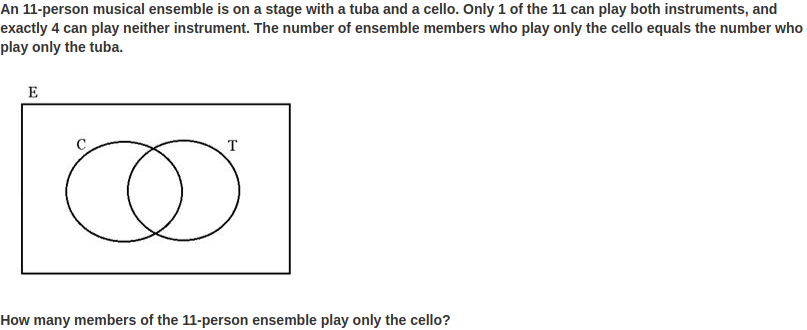 An 11-person musical ensemble is on a stage with a tuba and a cello. Only 1 of the 11 can play both instruments, and
exactly 4 can play neither instrument. The number of ensemble members who play only the cello equals the number who
play only the tuba.
E
C
T
How many members of the 11-person ensemble play only the cello?